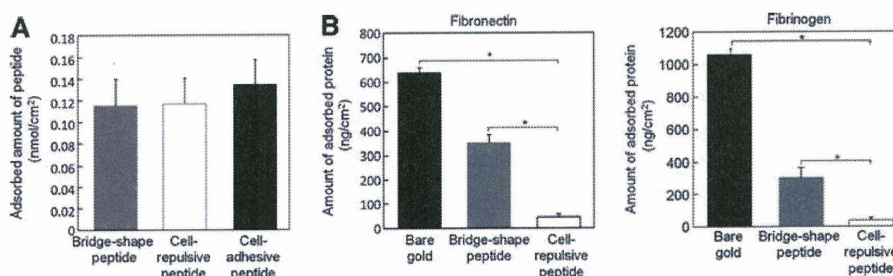 A
Adsorbed amount of peptide
(nmol/cm²)
0.18
0.16
0.14
0.12
0.10
0.08
0.06
0.04
0.02
0
Bridge-shape
peptide
Cell-
repulsive
peptide
Cell-
adhesive
peptide
B
Fibronectin
Amount of adsorbed protein
(ng/cm²)
800
700
600
500
400
300
200
100
0
*
*
Bare
gold
Bridge-shape
peptide
Cell-
repulsive
peptide
Fibrinogen
Amount of adsorbed protein
(ng/cm²)
1200
1000
800
600
400
200
0
*
*
Bare
gold
Bridge-shape
peptide
Cell-
repulsive
peptide